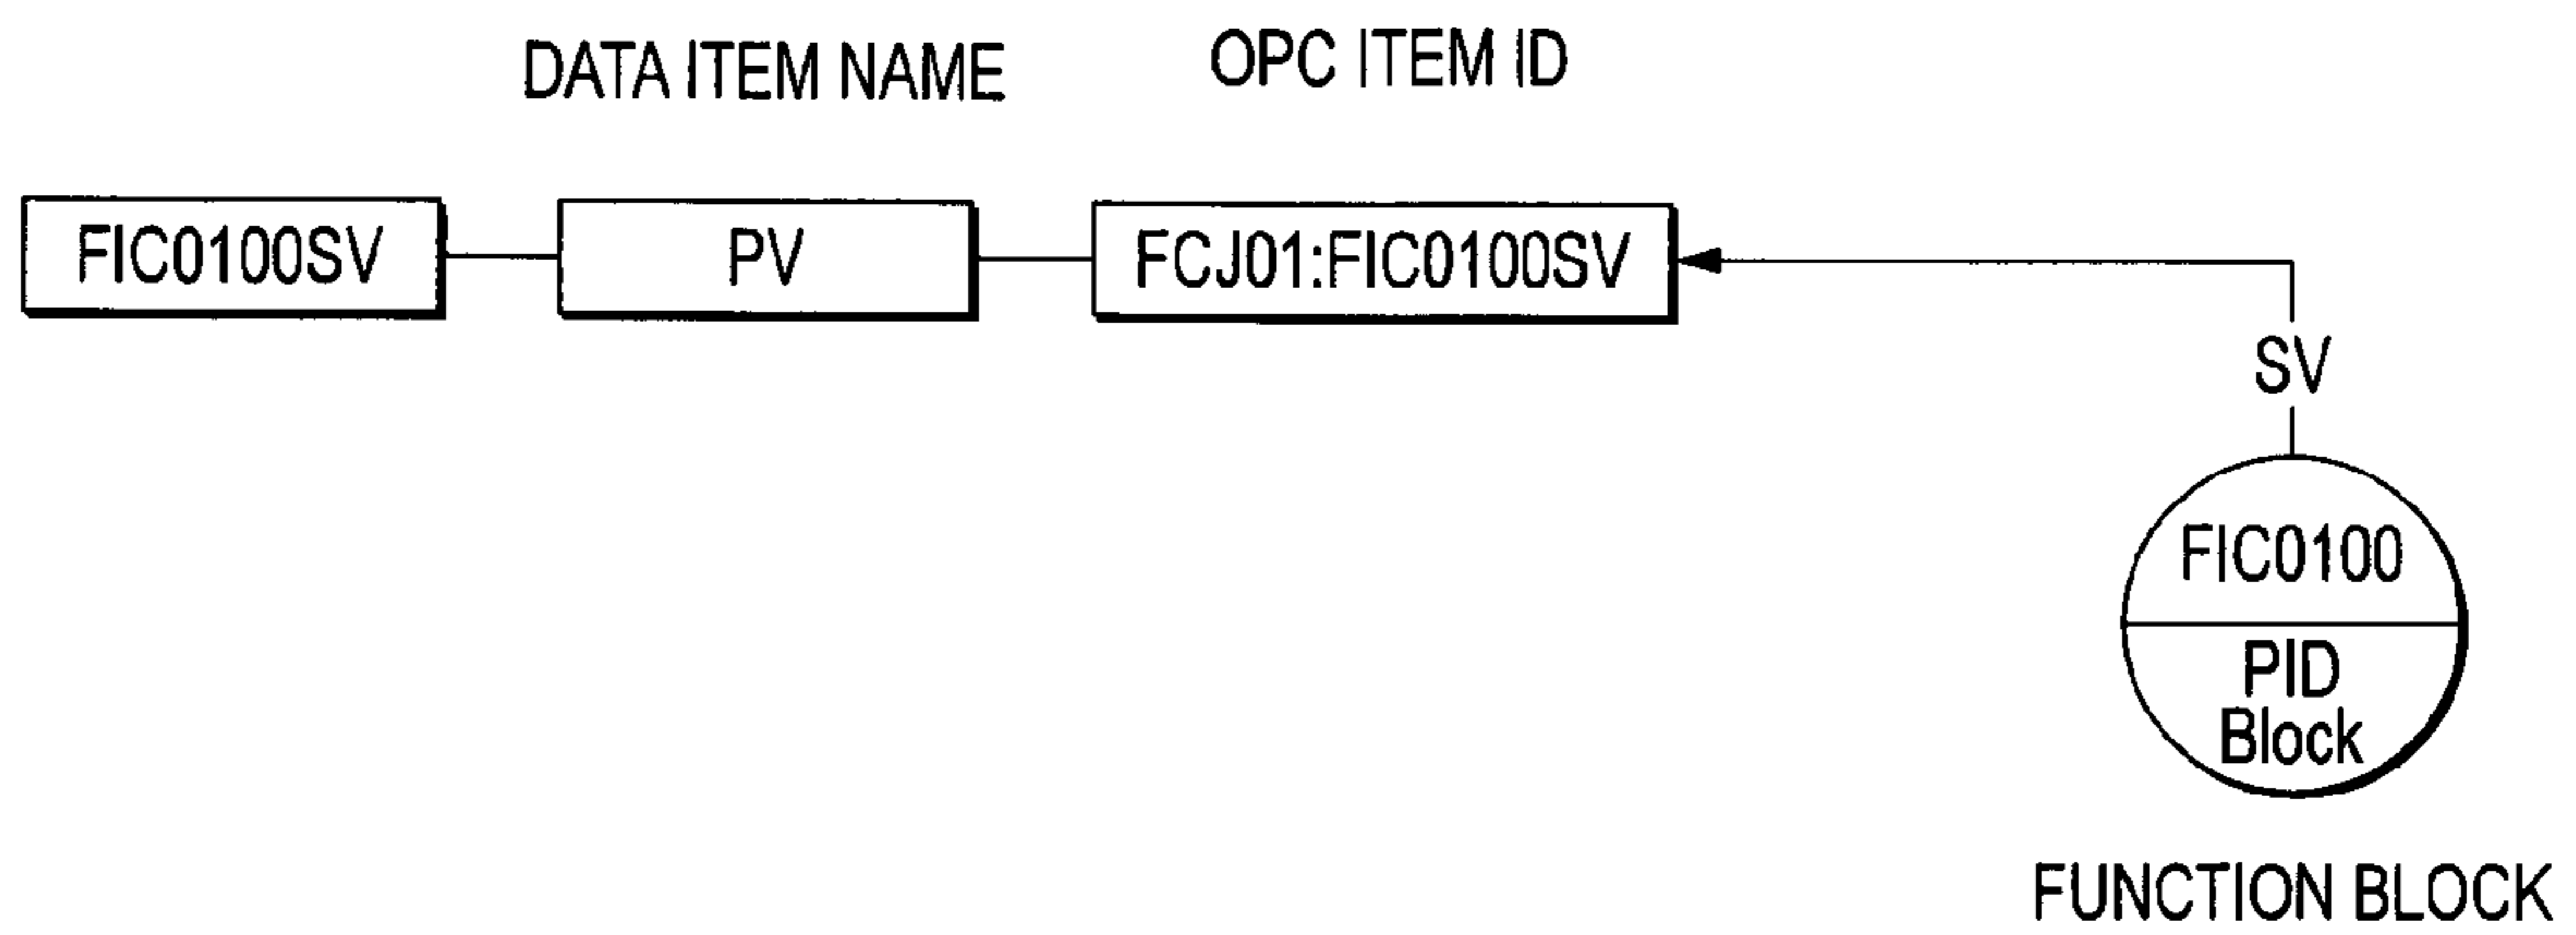 DATA ITEM NAME
OPC ITEM ID
FIC0100SV
PV
FCJ01:FIC0100SV
SV
FIC0100
PID
Block
FUNCTION BLOCK